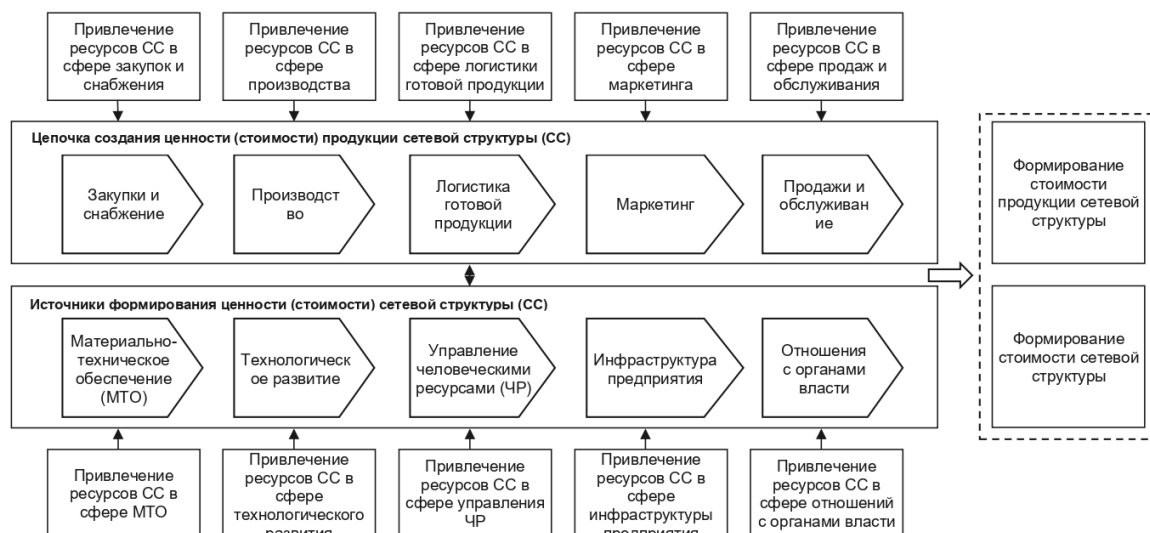 Привлечение
ресурсов СС в
сфере закупок и
снабжения
Привлечение
ресурсов СС в
сфере
производства
Привлечение
ресурсов СС в
сфере логистики
готовой продукции
Привлечение
ресурсов СС в
сфере
маркетинга
Привлечение
ресурсов СС в
сфере продаж и
обслуживания
Цепочка создания ценности (стоимости) продукции сетевой структуры (СС)
Закупки и
снабжение
Производст
во
Логистика
готовой
продукции
Маркетинг
Продажи и
обслуживан
ие
Формирование
стоимости
продукции сетевой
структуры
Источники формирования ценности (стоимости) сетевой структуры (СС)
Материально-
техническое
обеспечение
(МТО)
Технологическ
ое развитие
Управление
человеческими
ресурсами (ЧР)
Инфраструктура
предприятия
Отношения
с органами
власти
Формирование
стоимости сетевой
структуры
Привлечение
ресурсов СС в
сфере МТО
Привлечение
ресурсов СС в
сфере
технологического
развития
Привлечение
ресурсов СС в
сфере управления
ЧР
Привлечение
ресурсов СС в
сфере
инфраструктуры
предприятия
Привлечение
ресурсов СС в
сфере отношений
с органами власти